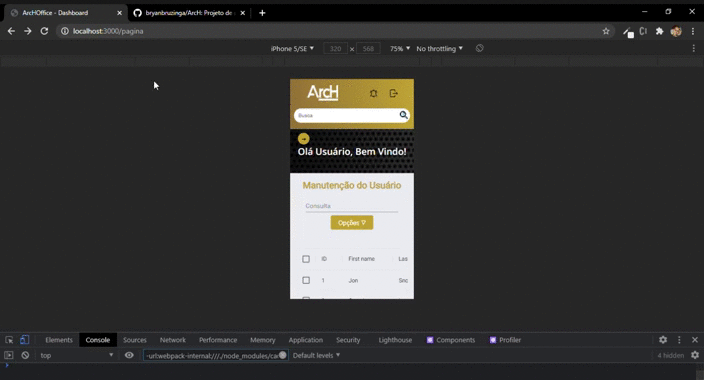 ArcHOffice - Dashboard
bryanbruzinga/ArcH: Projeto de
localhost:3000/pagina
iPhone 5/SE ▼ 320 × 568 75% ▼ No throttling ▼
ArcH
Busca
Olá Usuário, Bem Vindo!
Manutenção do Usuário
Consulta
Opções
ID First name Las
1 Jon Sno
Elements Console Sources Network Performance Memory Application Security Lighthouse Components Profiler
top -url:webpack-internal:///./node_modules/ca Default levels ▼ 4 hidden